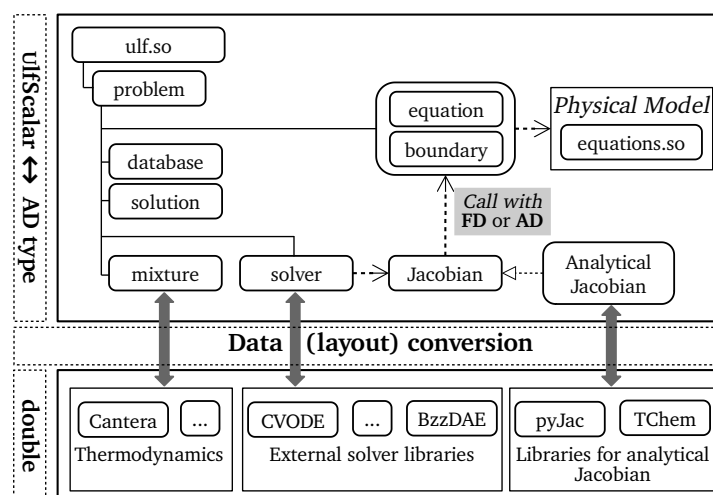 UlfScalar ↔ AD type
ulf.so
problem
equation
boundary
Physical Model
equations.so
database
solution
Call with
FD or AD
mixture
solver
Jacobian
Analytical
Jacobian
Data (layout) conversion
double
Cantera
...
Thermodynamics
CVODE
...
BzzDAE
External solver libraries
pyJac
TChem
Libraries for analytical
Jacobian